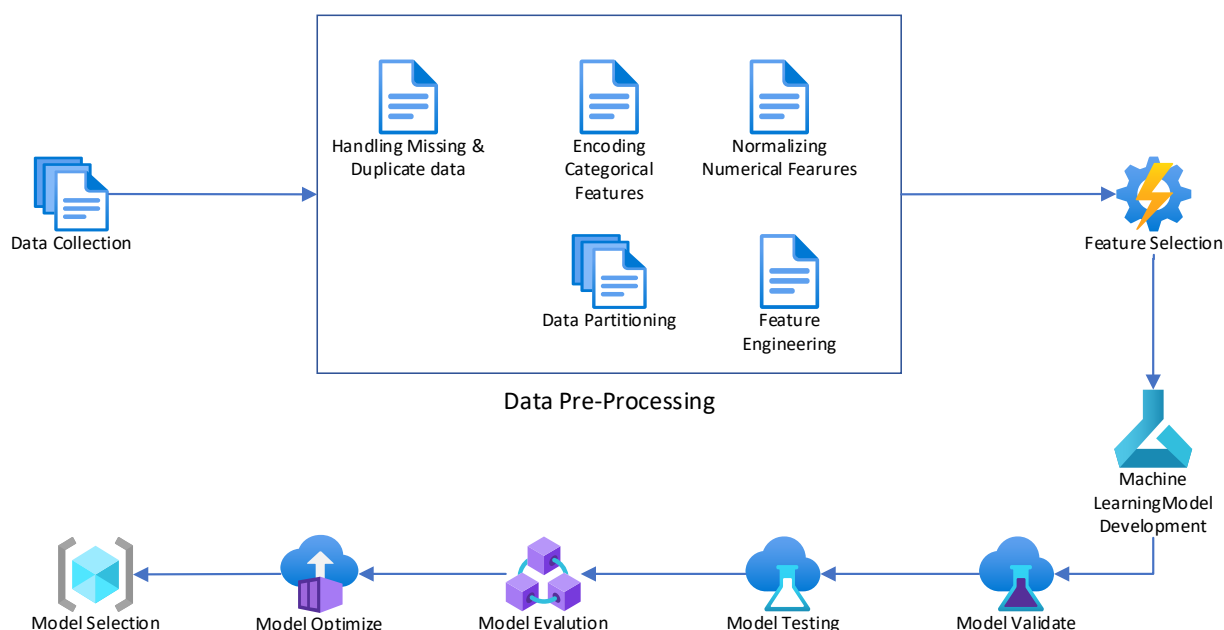 Handling Missing &
Duplicate data
Encoding
Categorical
Features
Normalizing
Numerical Fearures
Data Collection
Data Partitioning
Feature
Engineering
Feature Selection
Data Pre-Processing
Machine
LearningModel
Development
Model Selection
Model Optimize
Model Evalution
Model Testing
Model Validate